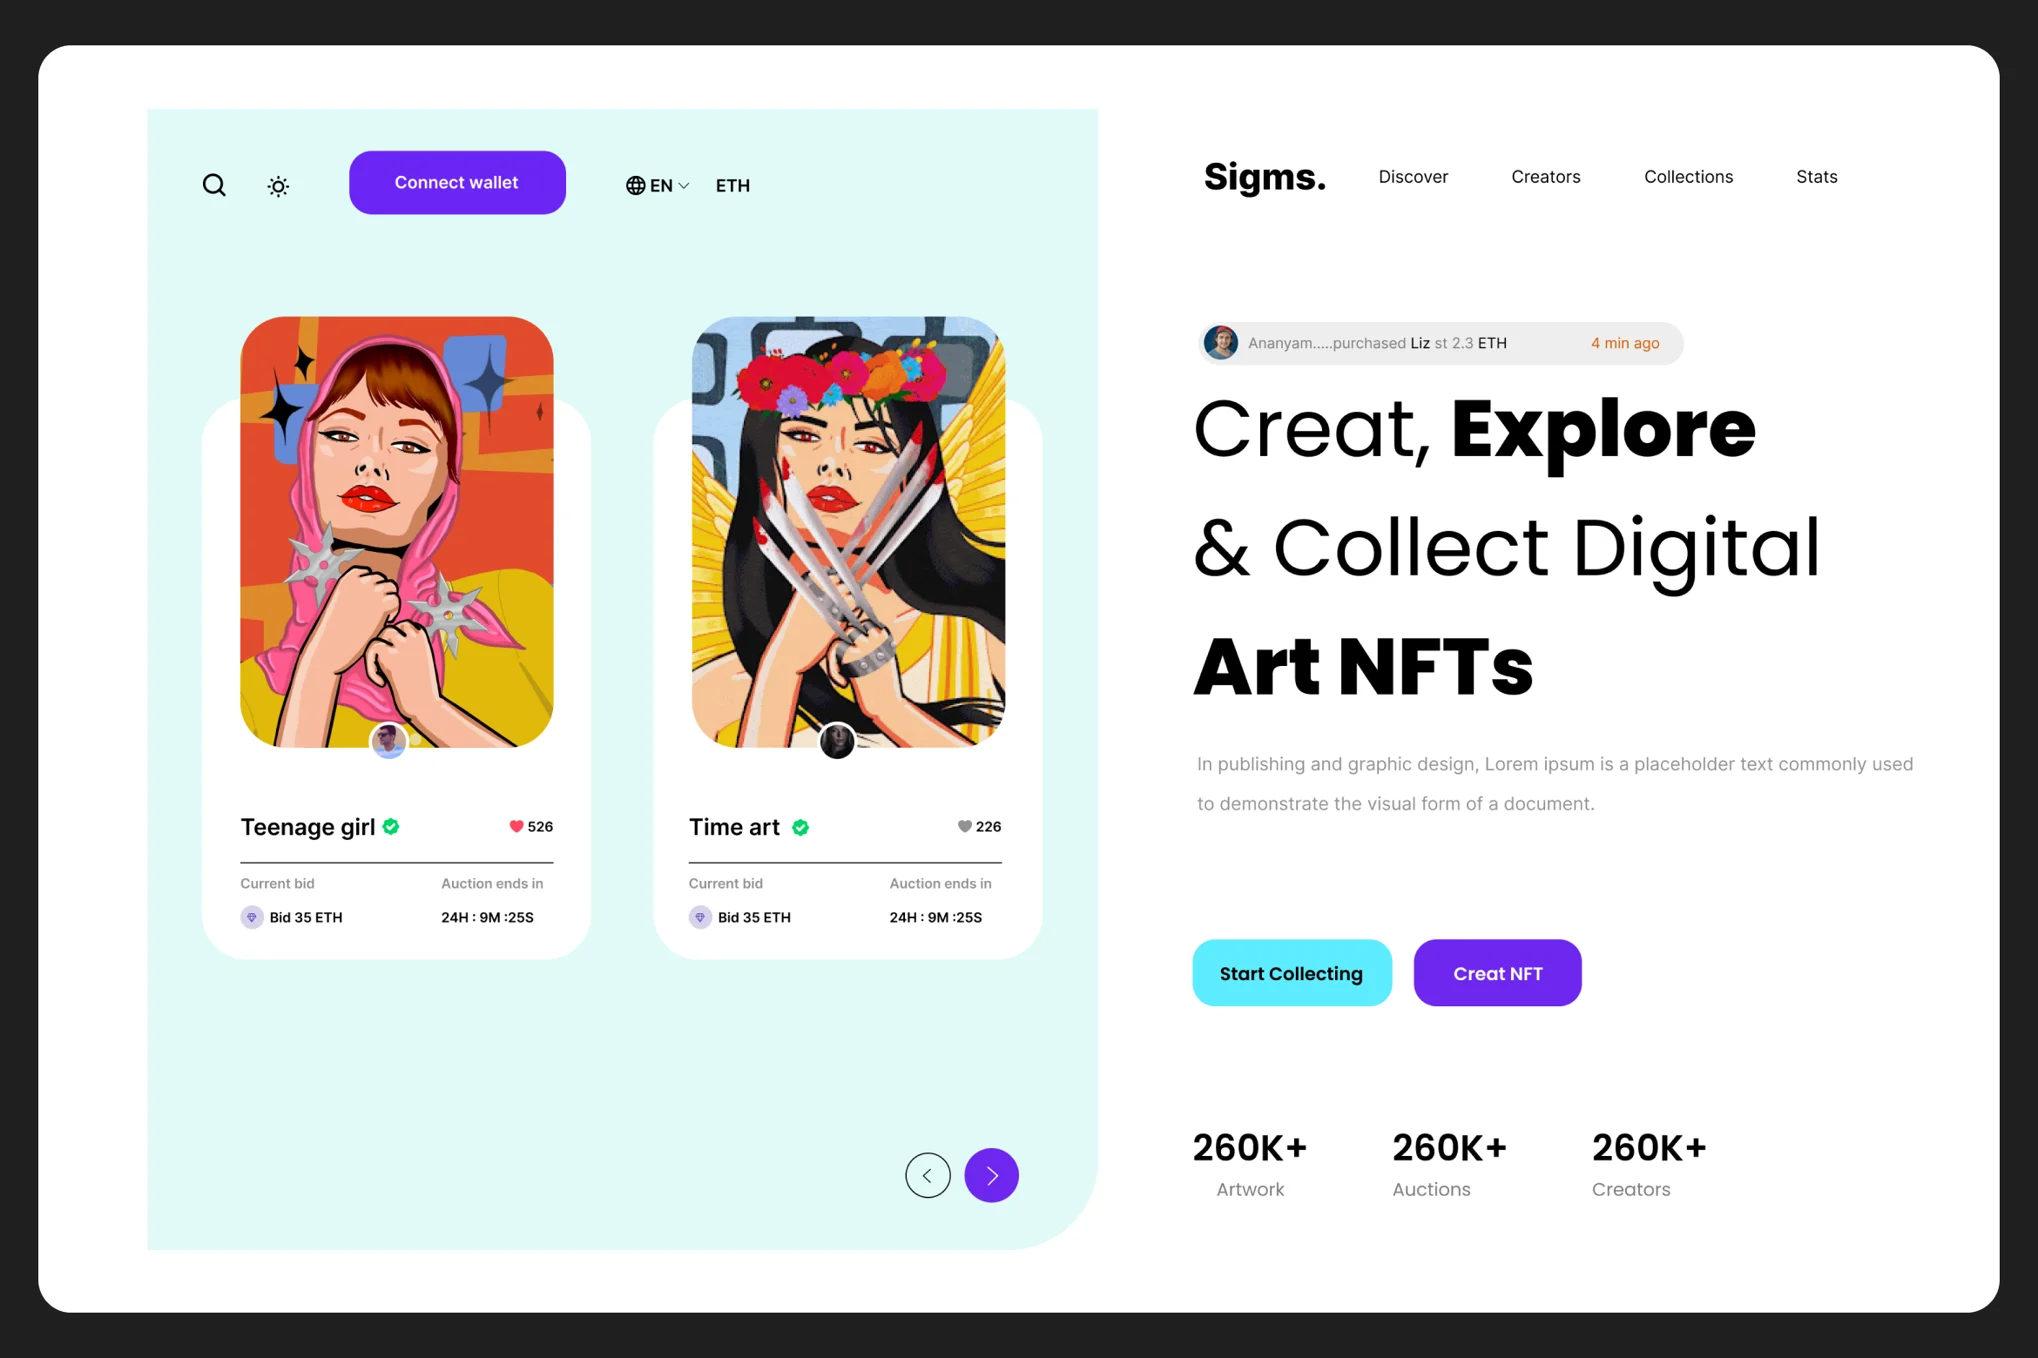 Connect wallet
EN
ETH
Teenage girl
526
Current bid
Auction ends in
Bid 35 ETH
24H : 9M :25S
Time art
226
Current bid
Auction ends in
Bid 35 ETH
24H : 9M :25S
Sigms.
Discover
Creators
Collections
Stats
Ananyam.....purchased Liz st 2.3 ETH
4 min ago
Creat, Explore
& Collect Digital
Art NFTs
In publishing and graphic design, Lorem ipsum is a placeholder text commonly used
to demonstrate the visual form of a document.
Start Collecting
Creat NFT
260K+
Artwork
260K+
Auctions
260K+
Creators